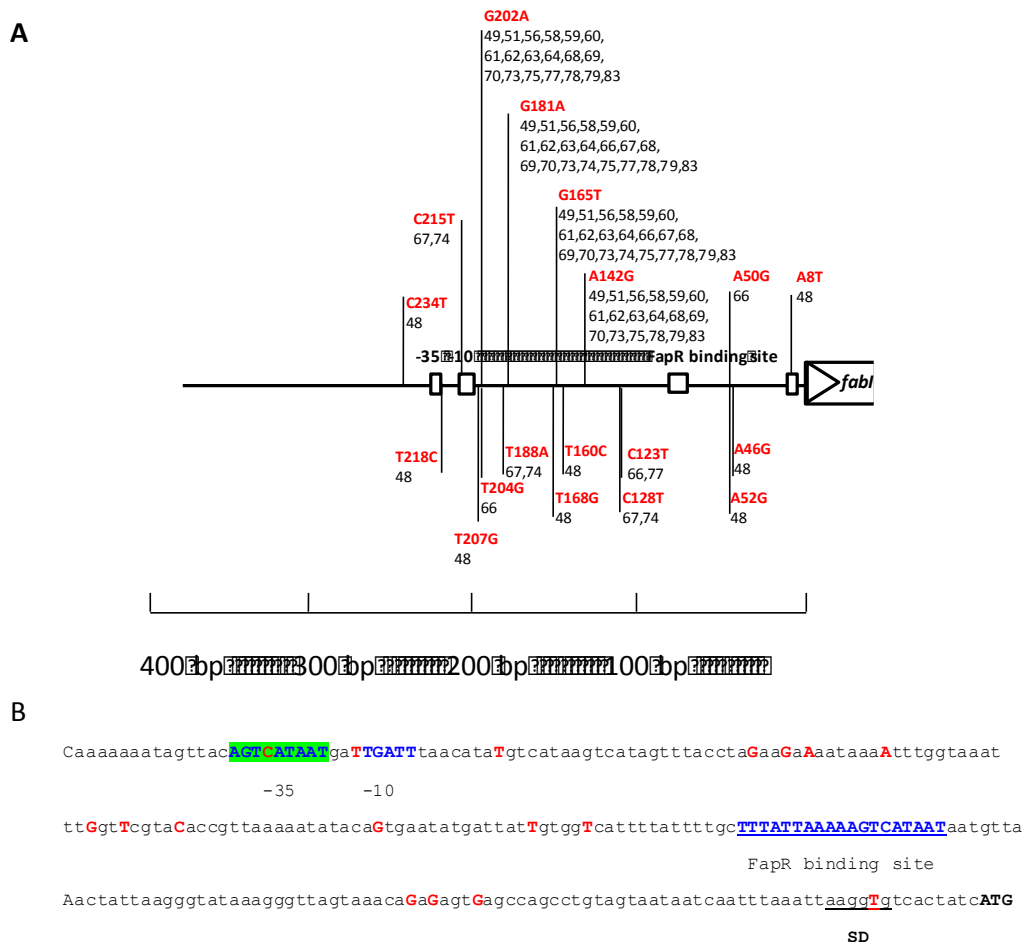 A
G202A
49,51,56,58,59,60,
61,62,63,64,68,69,
70,73,75,77,78,79,83
G181A
49,51,56,58,59,60,
61,62,63,64,66,67,68,
69,70,73,74,75,77,78,79,83
G165T
49,51,56,58,59,60,
61,62,63,64,66,67,68,
69,70,73,74,75,77,78,79,83
C215T
67,74
A142G
49,51,56,58,59,60,
61,62,63,64,68,69,
70,73,75,78,79,83
A50G
66
A8T
48
C234T
48
-35 -10 FapR binding site
fabI
T218C
48
T204G
66
T207G
48
T188A
67,74
T160C
48
T168G
48
C123T
66,77
C128T
67,74
A46G
48
A52G
48
400 bp 300 bp 200 bp 100 bp
B
CaaaaaaatagttacAGTCATAATgaTTGATTtaacataTgtcataagtcatagtttacctaGaaGaAaataaaAtttggtaaat
-35 -10
ttGgtTcgtaCaccgttaaaaatatacaGtgaatatgattatTgtggTcattttattttgcTTTATTAAAAAGTCATAATaatgtta
FapR binding site
AactattaagggtataaagggttagtaaacaGaGagtGagccagcctgtagtaataatcaatttaaattaaggTgtcactatcATG
SD